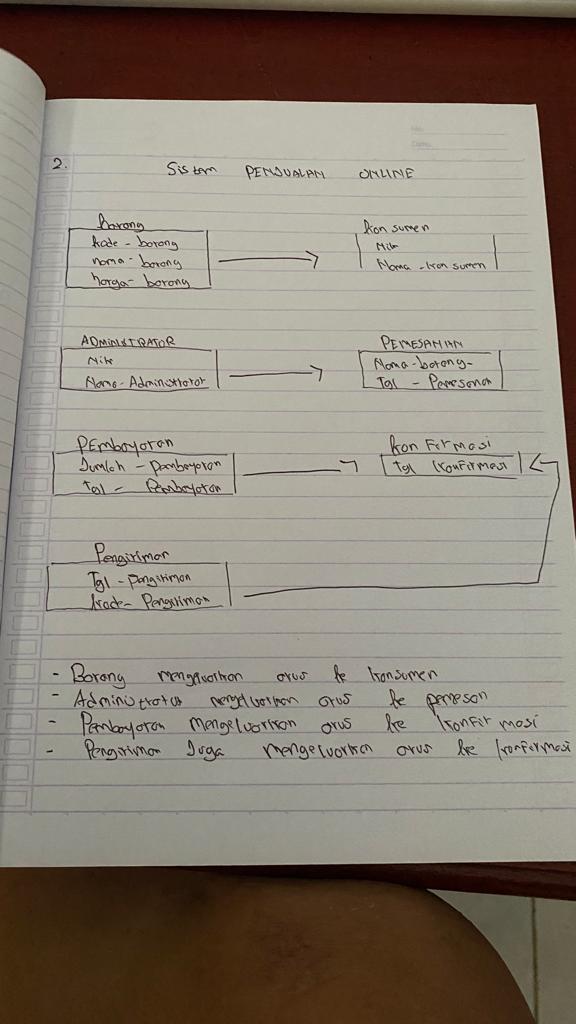 2.
Sistem PENJUALAN ONLINE
Barang
kode - barang
nama - barang
harga - barang
Konsumen
Nik
Nama - Konsumen
ADMINISTRATOR
Nik
Nama - Administrator
PEMESANAN
Nama - barang -
Tgl - Pemesanan
PEmbayaran
Jumlah - pembayaran
Tgl - Pembayaran
KonFirmasi
Tgl Konfirmasi
Pengiriman
Tgl - pengiriman
kode - Pengiriman
- Barang mengeluarkan arus ke konsumen
- Administrator mengeluarkan arus ke pemesan
- Pembayaran mengeluarkan arus ke KonFirmasi
- Pengiriman Juga mengeluarkan arus ke konfirmasi